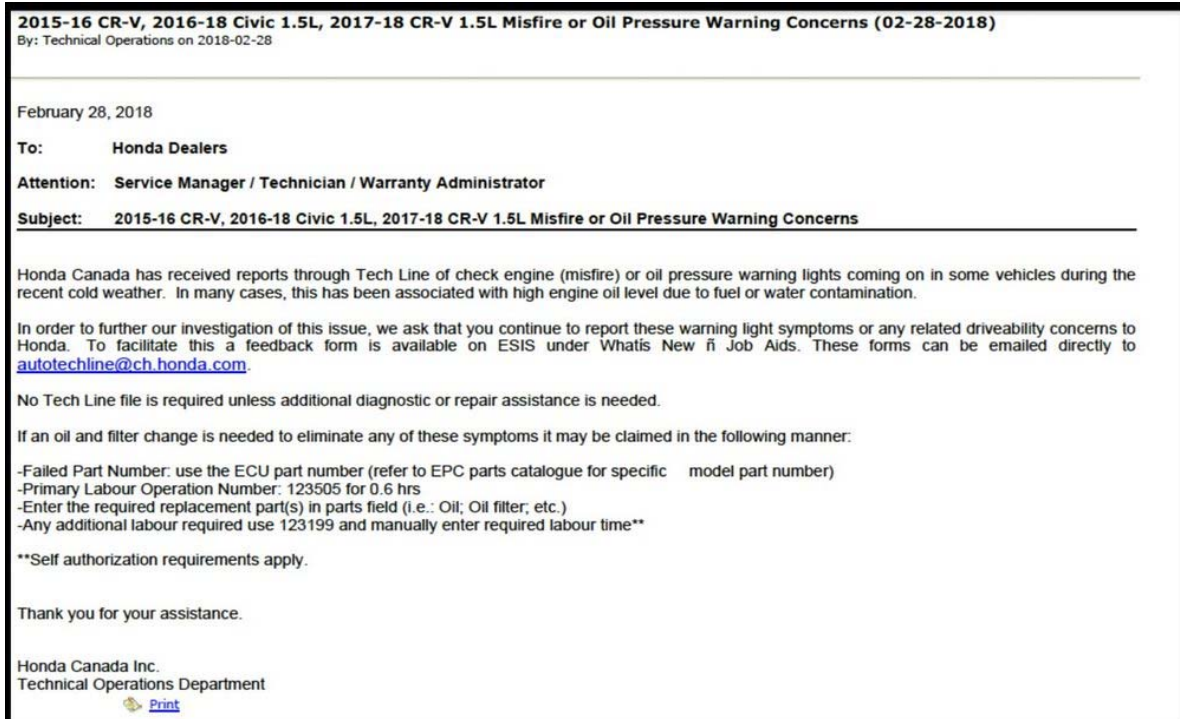 2015-16 CR-V, 2016-18 Civic 1.5L, 2017-18 CR-V 1.5L Misfire or Oil Pressure Warning Concerns (02-28-2018)
By: Technical Operations on 2018-02-28
February 28, 2018
To: Honda Dealers
Attention: Service Manager / Technician / Warranty Administrator
Subject: 2015-16 CR-V, 2016-18 Civic 1.5L, 2017-18 CR-V 1.5L Misfire or Oil Pressure Warning Concerns
Honda Canada has received reports through Tech Line of check engine (misfire) or oil pressure warning lights coming on in some vehicles during the
recent cold weather. In many cases, this has been associated with high engine oil level due to fuel or water contamination.
In order to further our investigation of this issue, we ask that you continue to report these warning light symptoms or any related driveability concerns to
Honda. To facilitate this a feedback form is available on ESIS under Whatís New ñ Job Aids. These forms can be emailed directly to
autotechline@ch.honda.com.
No Tech Line file is required unless additional diagnostic or repair assistance is needed.
If an oil and filter change is needed to eliminate any of these symptoms it may be claimed in the following manner:
-Failed Part Number: use the ECU part number (refer to EPC parts catalogue for specific model part number)
-Primary Labour Operation Number: 123505 for 0.6 hrs
-Enter the required replacement part(s) in parts field (i.e.: Oil; Oil filter; etc.)
-Any additional labour required use 123199 and manually enter required labour time**
**Self authorization requirements apply.
Thank you for your assistance.
Honda Canada Inc.
Technical Operations Department
Print